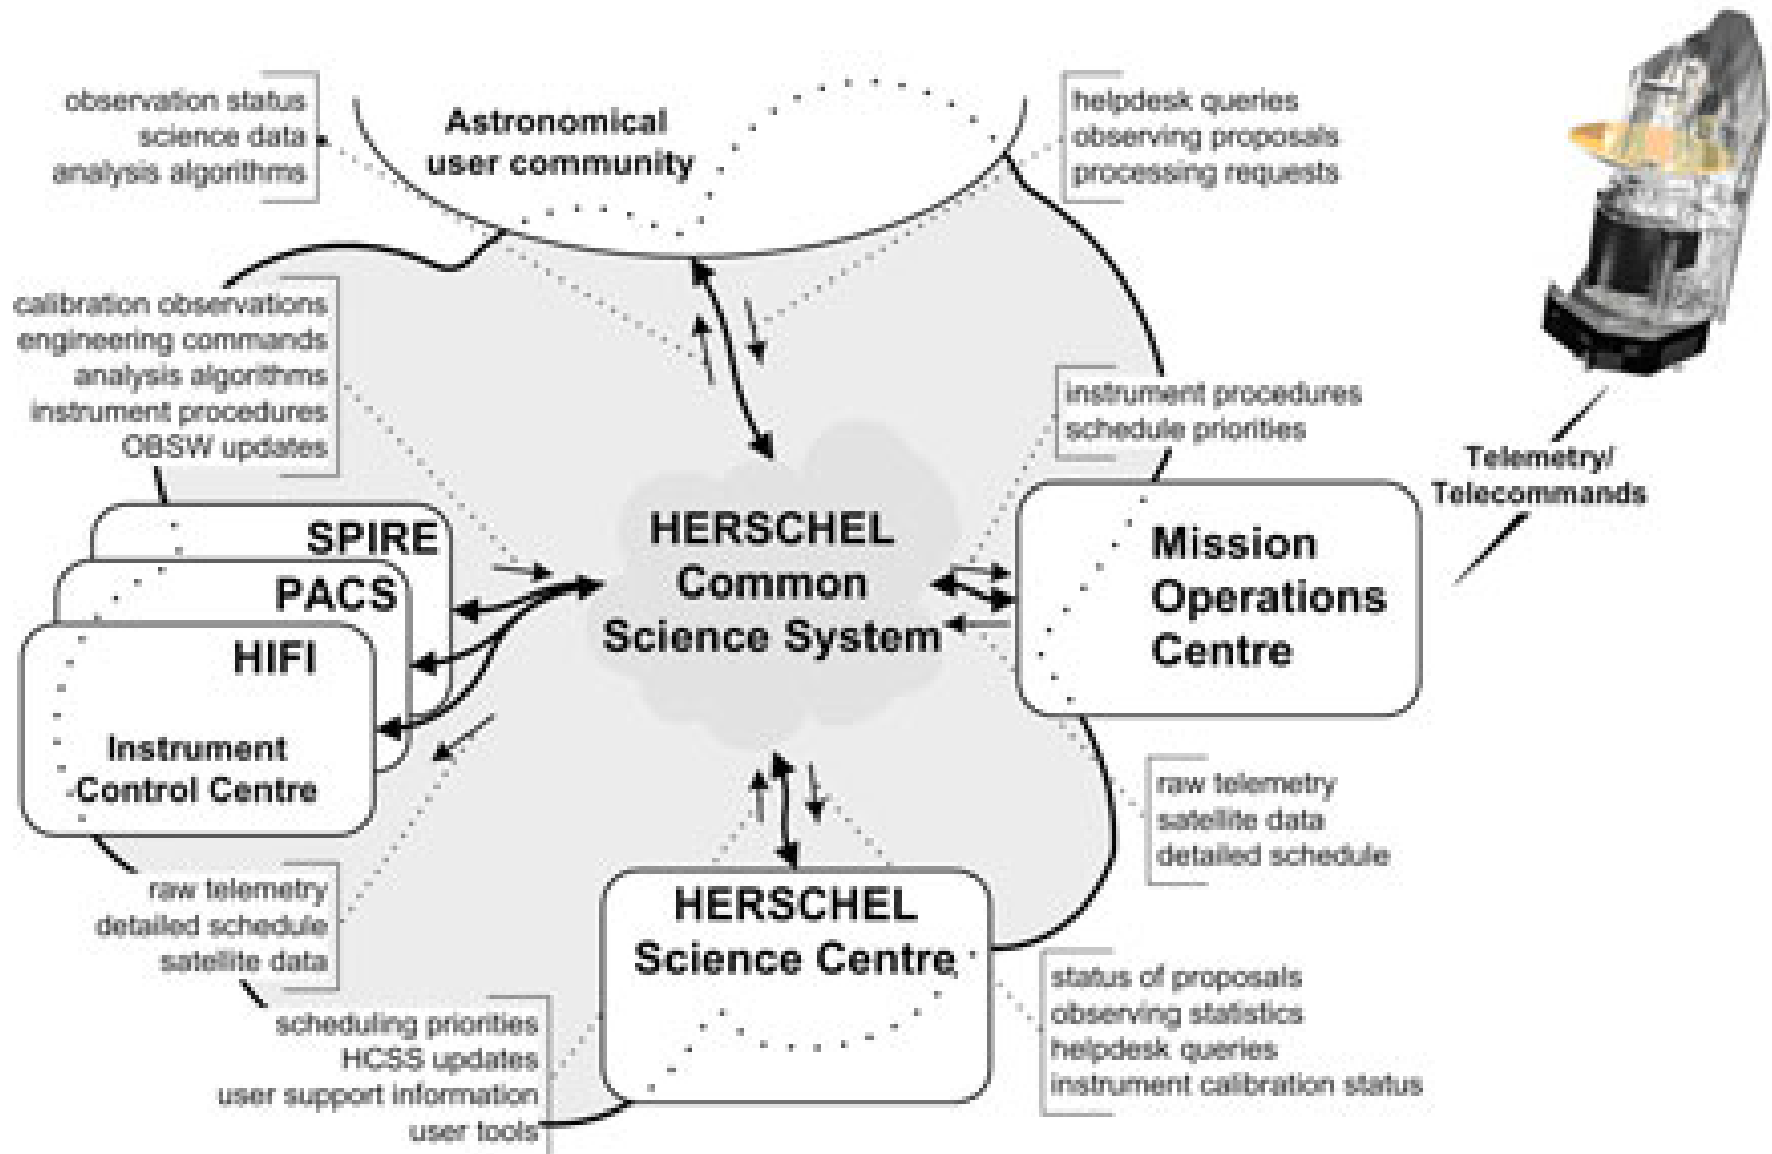 observation status
science data
analysis algorithms
Astronomical
user community
helpdesk queries
observing proposals
processing requests
calibration observations
engineering commands
analysis algorithms
instrument procedures
OBSW updates
instrument procedures
schedule priorities
Telemetry/
Telecommands
SPIRE
PACS
HIFI
Instrument
Control Centre
HERSCHEL
Common
Science System
Mission
Operations
Centre
raw telemetry
satellite data
detailed schedule
raw telemetry
detailed schedule
satellite data
HERSCHEL
Science Centre
scheduling priorities
HCSS updates
user support information
user tools
status of proposals
observing statistics
helpdesk queries
instrument calibration status